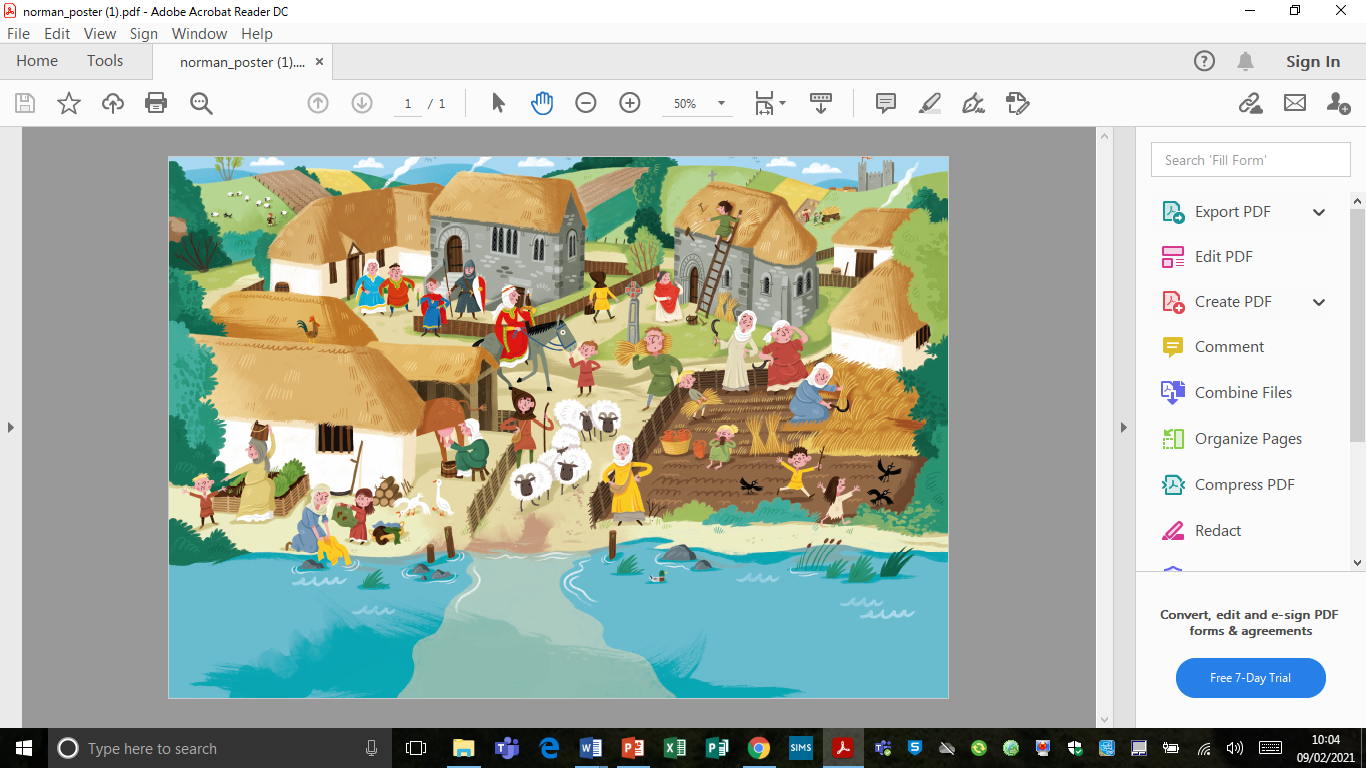 norman_poster (1).pdf - Adobe Acrobat Reader DC
File Edit View Sign Window Help
Home Tools norman_poster (1).... × Sign In
1 / 1 50%
Search 'Fill Form'
Export PDF
Edit PDF
Create PDF
Comment
Combine Files
Organize Pages
Compress PDF
Redact
Convert, edit and e-sign PDF
forms & agreements
Free 7-Day Trial
Type here to search
SIMS
10:04
09/02/2021